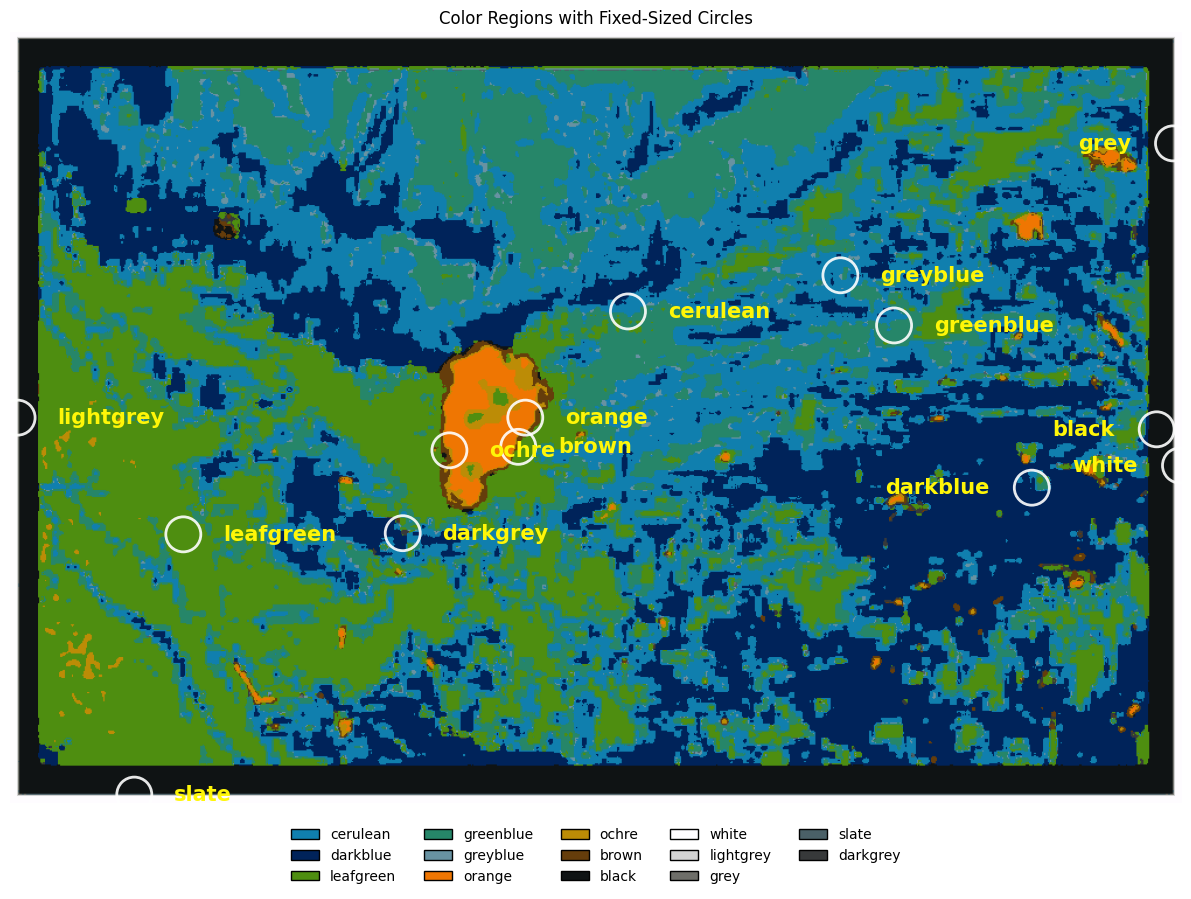 Color Regions with Fixed-Sized Circles
grey
greyblue
cerulean
greenblue
lightgrey
orange
black
brown
ochre
white
darkblue
leafgreen
darkgrey
slate
cerulean
darkblue
leafgreen
greenblue
greyblue
orange
ochre
brown
black
white
lightgrey
grey
slate
darkgrey